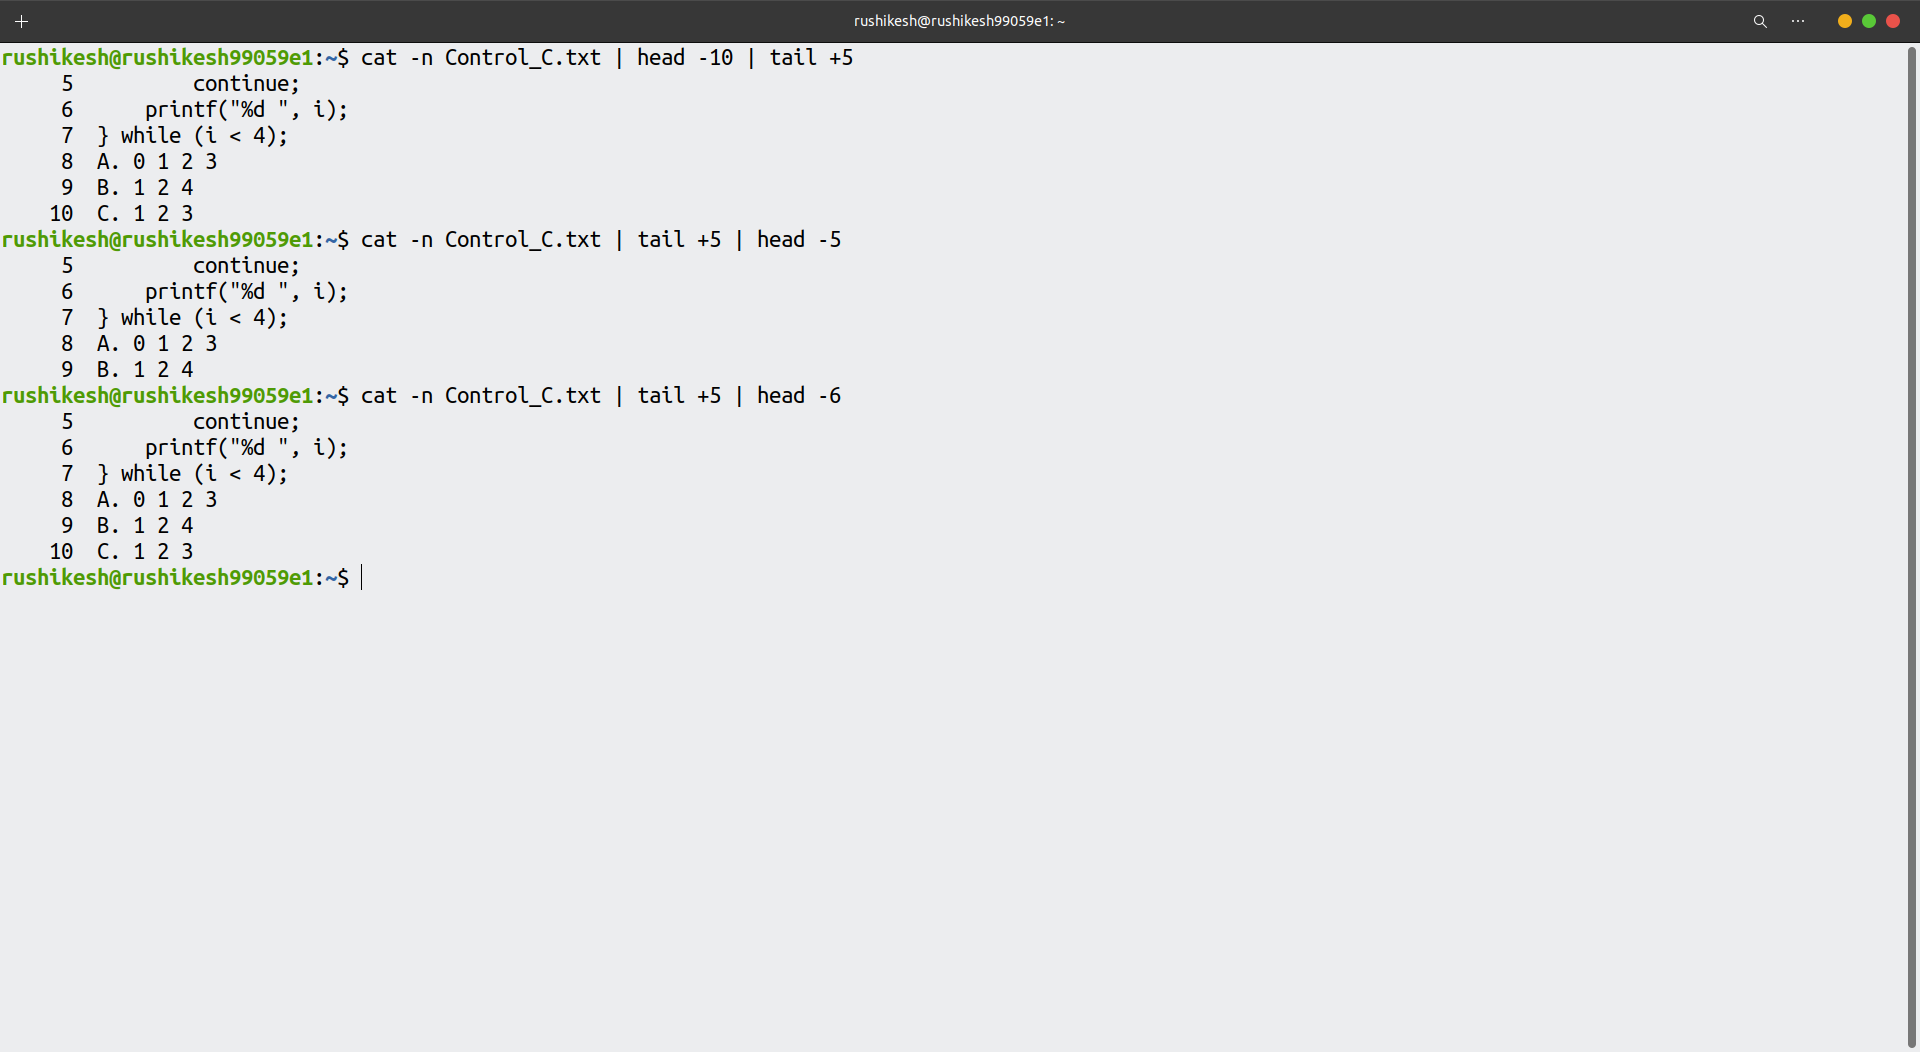 rushikesh@rushikesh99059e1: ~
rushikesh@rushikesh99059e1:~$ cat -n Control_C.txt | head -10 | tail +5
     5          continue;
     6      printf("%d ", i);
     7  } while (i < 4);
     8  A. 0 1 2 3
     9  B. 1 2 4
    10  C. 1 2 3
rushikesh@rushikesh99059e1:~$ cat -n Control_C.txt | tail +5 | head -5
     5          continue;
     6      printf("%d ", i);
     7  } while (i < 4);
     8  A. 0 1 2 3
     9  B. 1 2 4
rushikesh@rushikesh99059e1:~$ cat -n Control_C.txt | tail +5 | head -6
     5          continue;
     6      printf("%d ", i);
     7  } while (i < 4);
     8  A. 0 1 2 3
     9  B. 1 2 4
    10  C. 1 2 3
rushikesh@rushikesh99059e1:~$